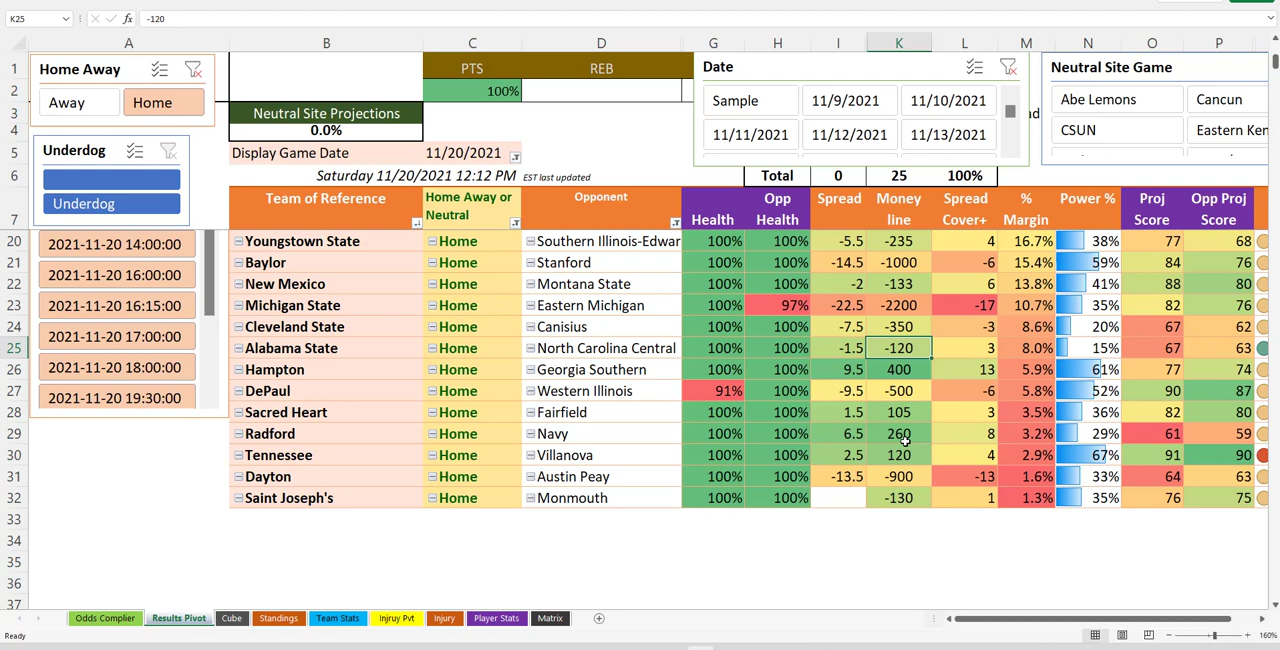 K25 fx -120
A B C D G H I K L M N O P
1 Home Away PTS REB Date Neutral Site Game
2 Away Home 100% Sample 11/9/2021 11/10/2021 Abe Lemons Cancun
3 Neutral Site Projections
4 0.0% 11/11/2021 11/12/2021 11/13/2021 CSUN Eastern Ken
5 Underdog Display Game Date 11/20/2021
6 Saturday 11/20/2021 12:12 PM EST last updated Total 0 25 100%
Underdog
7 Team of Reference Home Away or Neutral Opponent Health Opp Health Spread Money line Spread Cover+ % Margin Power % Proj Score Opp Proj Score
20 2021-11-20 14:00:00 Youngstown State Home Southern Illinois-Edwar 100% 100% -5.5 -235 4 16.7% 38% 77 68
21 2021-11-20 16:00:00 Baylor Home Stanford 100% 100% -14.5 -1000 -6 15.4% 59% 84 76
22 New Mexico Home Montana State 100% 100% -2 -133 6 13.8% 41% 88 80
23 2021-11-20 16:15:00 Michigan State Home Eastern Michigan 100% 97% -22.5 -2200 -17 10.7% 35% 82 76
24 2021-11-20 17:00:00 Cleveland State Home Canisius 100% 100% -7.5 -350 -3 8.6% 20% 67 62
25 Alabama State Home North Carolina Central 100% 100% -1.5 -120 3 8.0% 15% 67 63
26 2021-11-20 18:00:00 Hampton Home Georgia Southern 100% 100% 9.5 400 13 5.9% 61% 77 74
27 2021-11-20 19:30:00 DePaul Home Western Illinois 91% 100% -9.5 -500 -6 5.8% 52% 90 87
28 Sacred Heart Home Fairfield 100% 100% 1.5 105 3 3.5% 36% 82 80
29 Radford Home Navy 100% 100% 6.5 260 8 3.2% 29% 61 59
30 Tennessee Home Villanova 100% 100% 2.5 120 4 2.9% 67% 91 90
31 Dayton Home Austin Peay 100% 100% -13.5 -900 -13 1.6% 33% 64 63
32 Saint Joseph's Home Monmouth 100% 100% -130 1 1.3% 35% 76 75
33
34
35
36
37
Odds Complier Results Pivot Cube Standings Team Stats Injruy Pvt Injury Player Stats Matrix
Ready 160%